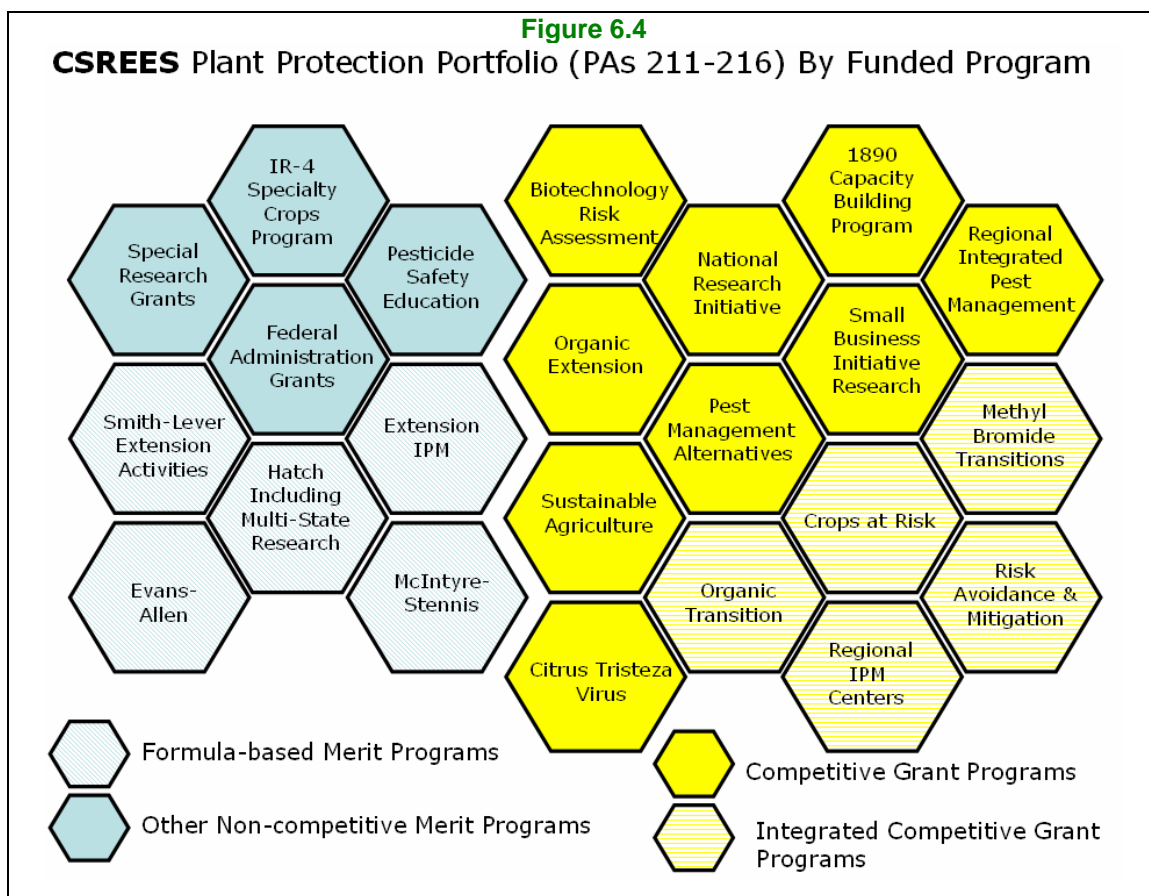 Figure 6.4
CSREES Plant Protection Portfolio (PAs 211-216) By Funded Program
IR-4
Specialty
Crops
Program
Special
Research
Grants
Pesticide
Safety
Education
Federal
Administration
Grants
Smith-Lever
Extension
Activities
Extension
IPM
Hatch
Including
Multi-State
Research
Evans-
Allen
McIntyre-
Stennis
Biotechnology
Risk
Assessment
1890
Capacity
Building
Program
National
Research
Initiative
Regional
Integrated
Pest
Management
Organic
Extension
Small
Business
Initiative
Research
Pest
Management
Alternatives
Methyl
Bromide
Transitions
Sustainable
Agriculture
Crops at Risk
Organic
Transition
Risk
Avoidance &
Mitigation
Citrus Tristeza
Virus
Regional
IPM
Centers
Formula-based Merit Programs
Other Non-competitive Merit Programs
Competitive Grant Programs
Integrated Competitive Grant
Programs